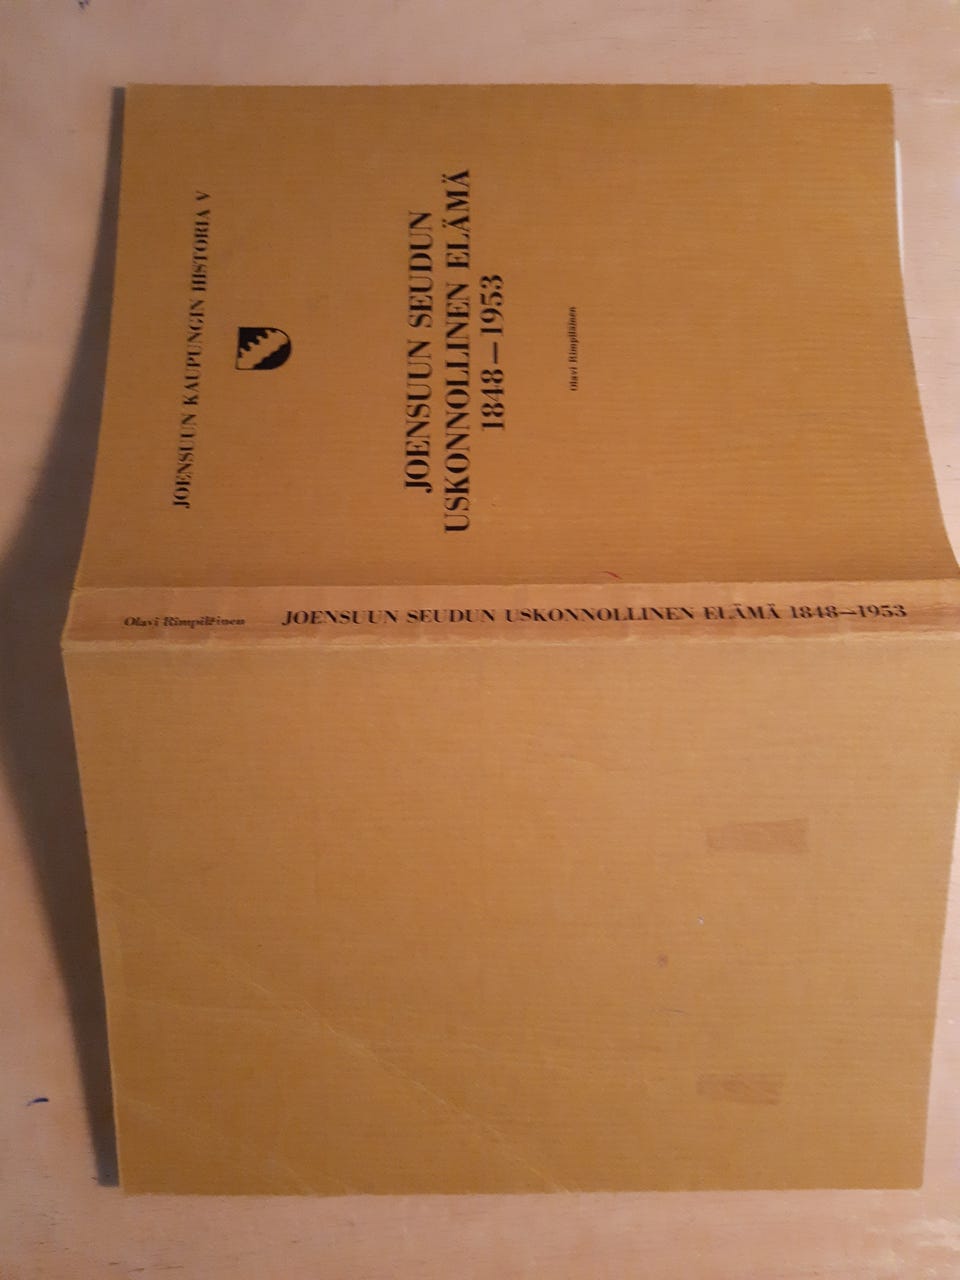 JOENSUUN KAUPUNGIN HISTORIA V
JOENSUUN SEUDUN
USKONNOLLINEN ELÄMÄ
1848—1953
Olavi Rimpiläinen
Olavi Rimpiläinen JOENSUUN SEUDUN USKONNOLLINEN ELÄMÄ 1848—1953